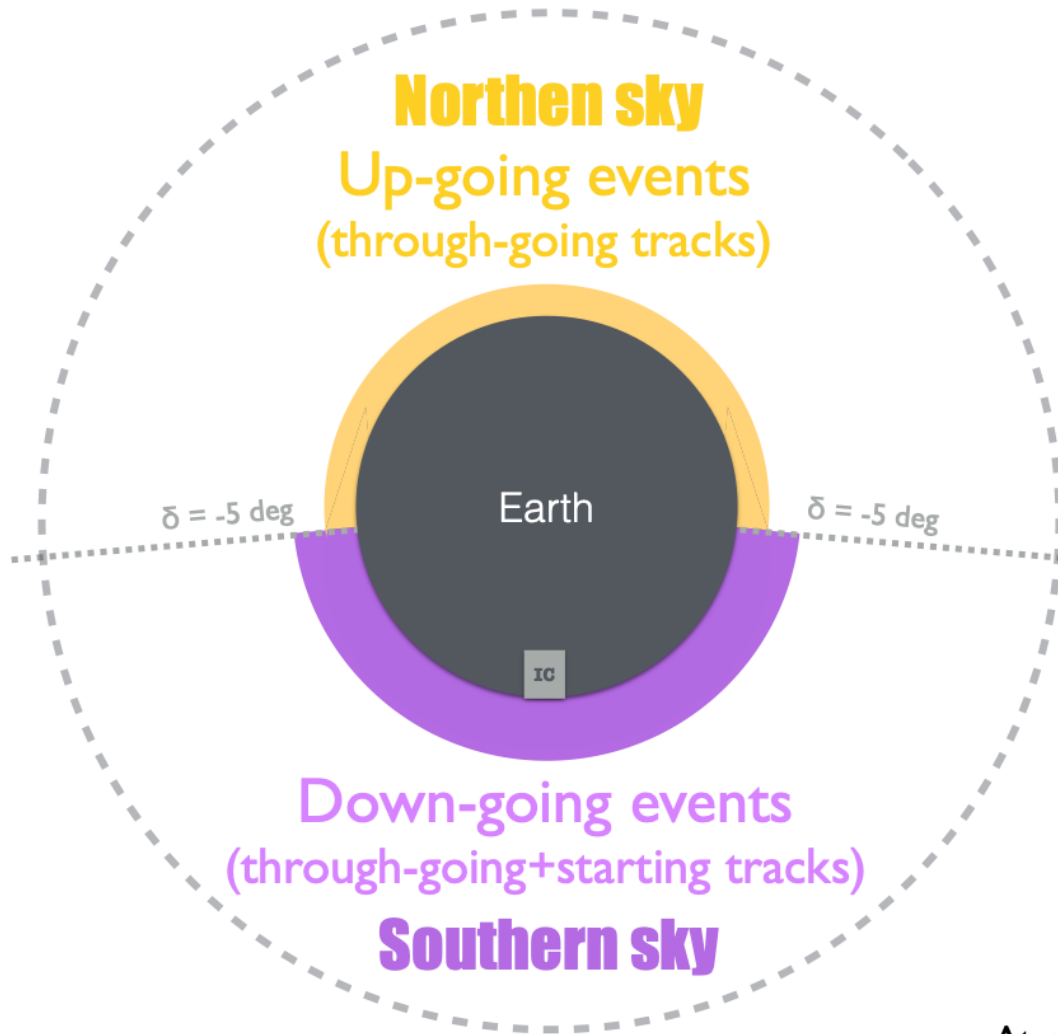 Northen sky
Up-going events
(through-going tracks)
δ = -5 deg
Earth
δ = -5 deg
IC
Down-going events
(through-going+starting tracks)
Southern sky